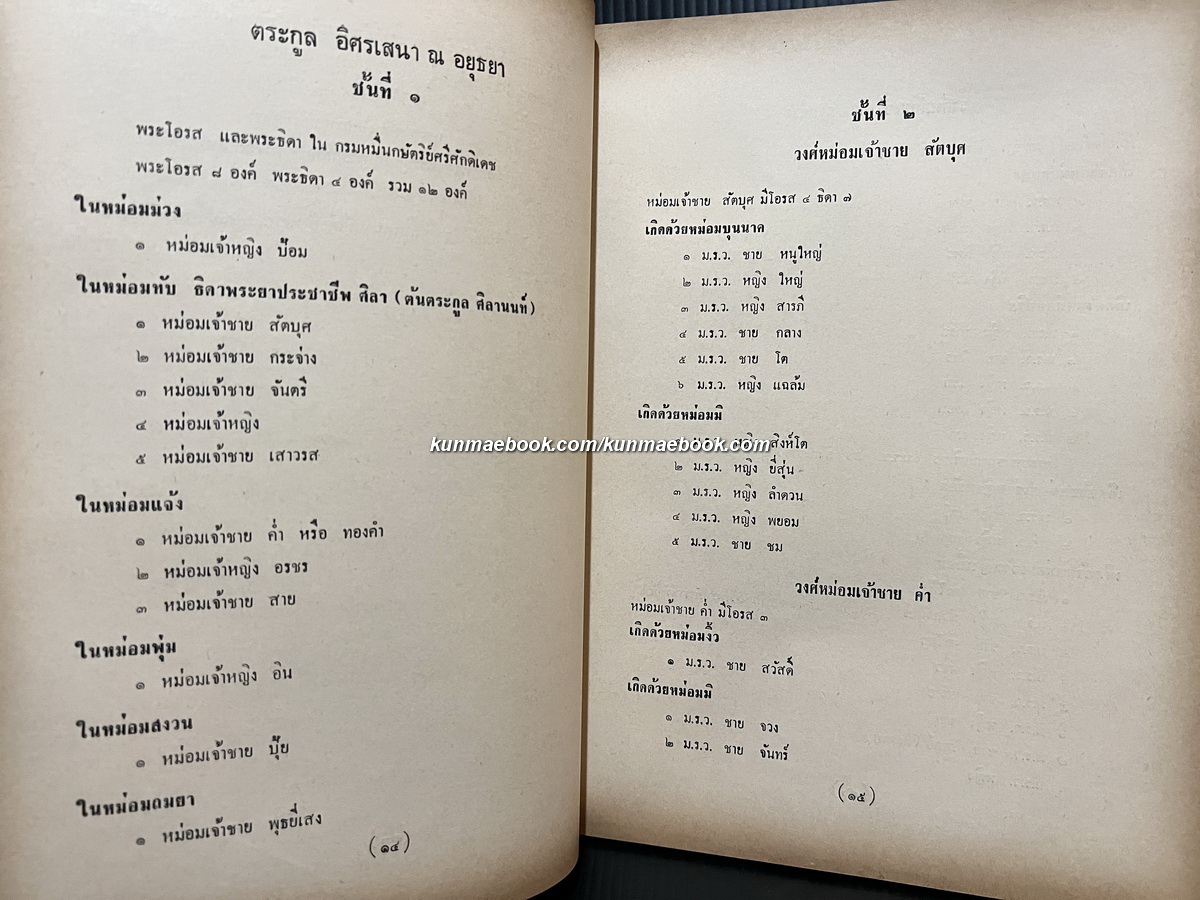 ตระกูล อิศรเสนา ณ อยุธยา
ชั้นที่ ๑
พระโอรส และพระธิดา ใน กรมหมื่นกษัตริย์ศรีศักดิเดช
พระโอรส ๘ องค์ พระธิดา ๔ องค์ รวม ๑๒ องค์
ในหม่อมม่วง
๑ หม่อมเจ้าหญิง ป้อม
ในหม่อมทับ ธิดาพระยาประชาชีพ ศิลา (ต้นตระกูล ศิลานนท์)
๑ หม่อมเจ้าชาย สัตบุศ
๒ หม่อมเจ้าชาย กระจ่าง
๓ หม่อมเจ้าชาย จันตรี
๔ หม่อมเจ้าหญิง
๕ หม่อมเจ้าชาย เสาวรส
ในหม่อมแจ้ง
๑ หม่อมเจ้าชาย ค่ำ หรือ ทองคำ
๒ หม่อมเจ้าหญิง อรชร
๓ หม่อมเจ้าชาย สาย
ในหม่อมพุ่ม
๑ หม่อมเจ้าหญิง อิน
ในหม่อมสงวน
๑ หม่อมเจ้าชาย ปุ้ย
ในหม่อมถมยา
๑ หม่อมเจ้าชาย พุธยี่เสง
(๑๔)
ชั้นที่ ๒
วงศ์หม่อมเจ้าชาย สัตบุศ
หม่อมเจ้าชาย สัตบุศ มีโอรส ๔ ธิดา ๗
เกิดด้วยหม่อมบุนนาค
๑ ม.ร.ว. ชาย หนูใหญ่
๒ ม.ร.ว. หญิง ใหญ่
๓ ม.ร.ว. หญิง สารภี
๔ ม.ร.ว. ชาย กลาง
๕ ม.ร.ว. ชาย โต
๖ ม.ร.ว. หญิง แฉล้ม
เกิดด้วยหม่อมมี
๑ ม.ร.ว. หญิง สิงห์โต
๒ ม.ร.ว. หญิง ยี่สุ่น
๓ ม.ร.ว. หญิง ลำดวน
๔ ม.ร.ว. หญิง พยอม
๕ ม.ร.ว. ชาย ชม
วงศ์หม่อมเจ้าชาย ค่ำ
หม่อมเจ้าชาย ค่ำ มีโอรส ๓
เกิดด้วยหม่อมงิ้ว
๑ ม.ร.ว. ชาย สวัสดิ์
เกิดด้วยหม่อมมี
๑ ม.ร.ว. ชาย จวง
๒ ม.ร.ว. ชาย จันทร์
(๑๕)
kunmaebook.com/kunmaebook.com